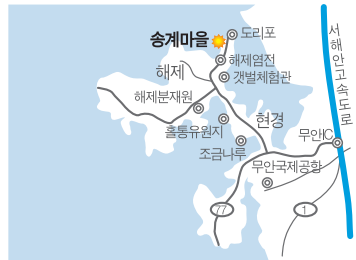 도리포
송계마을
해제염전
해제
갯벌체험관
해제분재원
현경
홀통유원지
무안IC
조금나루
무안국제공항
77
1
서해안고속도로